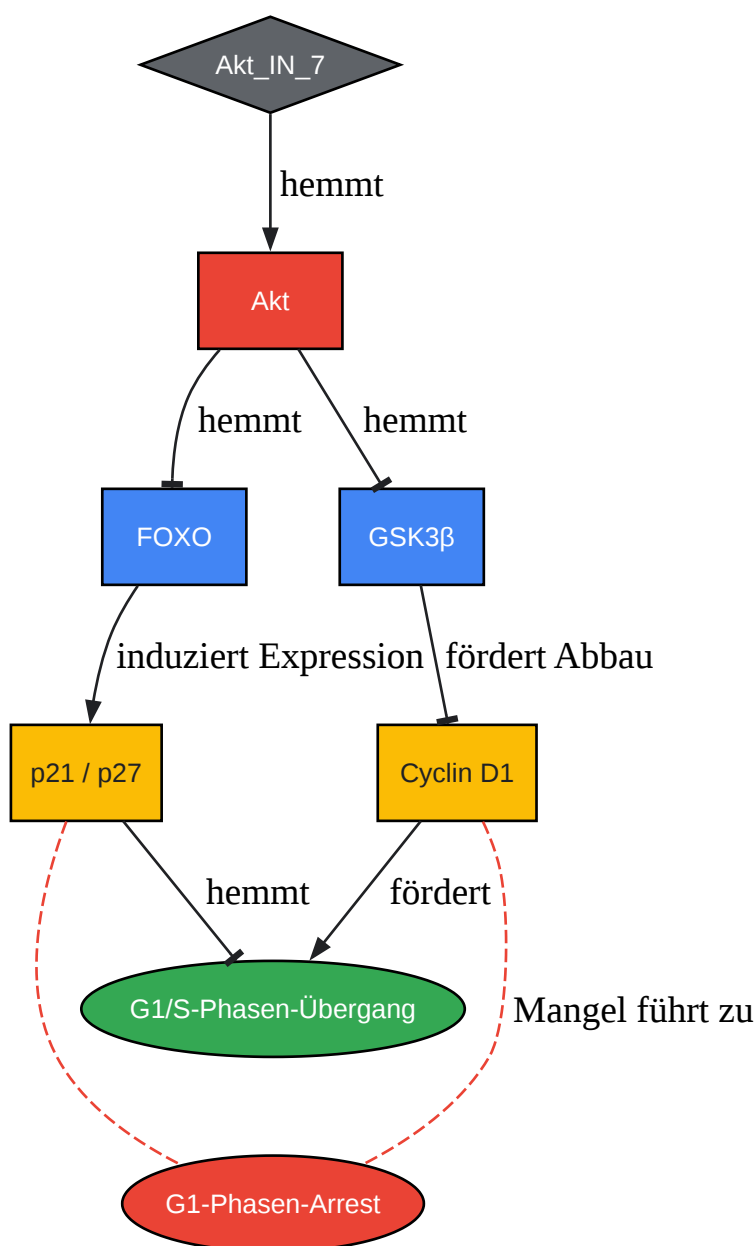 Akt_IN_7
hemmt
Akt
hemmt
hemmt
FOXO
GSK3β
induziert Expression
fördert Abbau
p21 / p27
Cyclin D1
hemmt
fördert
G1/S-Phasen-Übergang
Mangel führt zu
G1-Phasen-Arrest